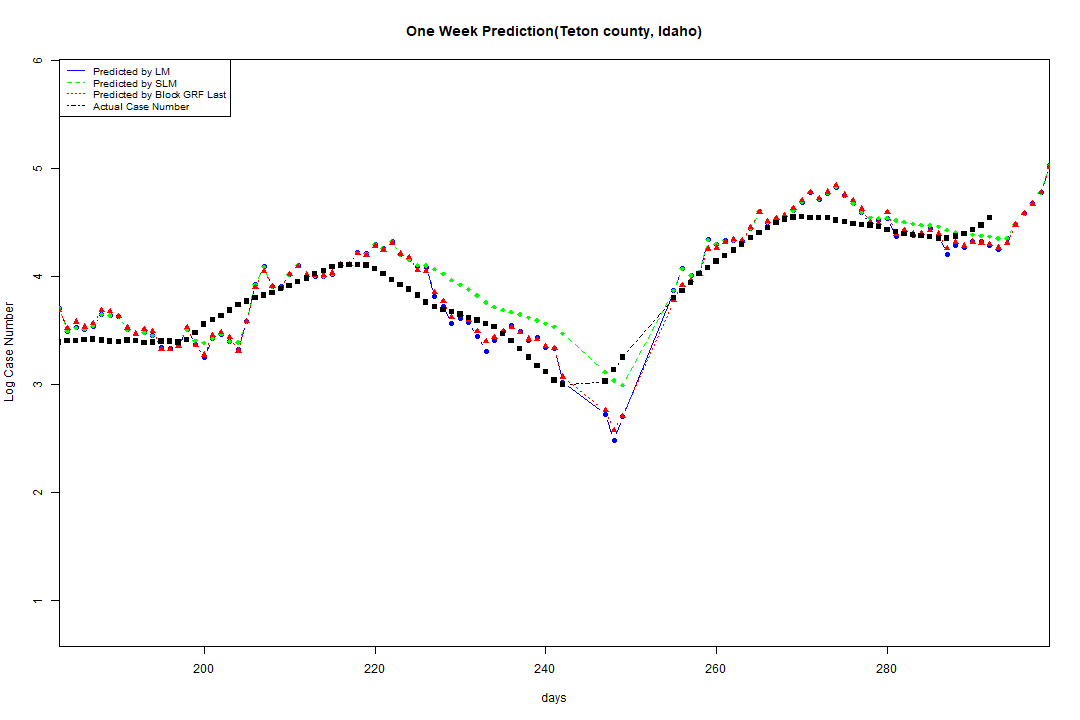 One Week Prediction(Teton county, Idaho)
Predicted by LM
Predicted by SLM
Predicted by Block GRF Last
Actual Case Number
6
5
4
3
2
1
Log Case Number
200 220 240 260 280
days